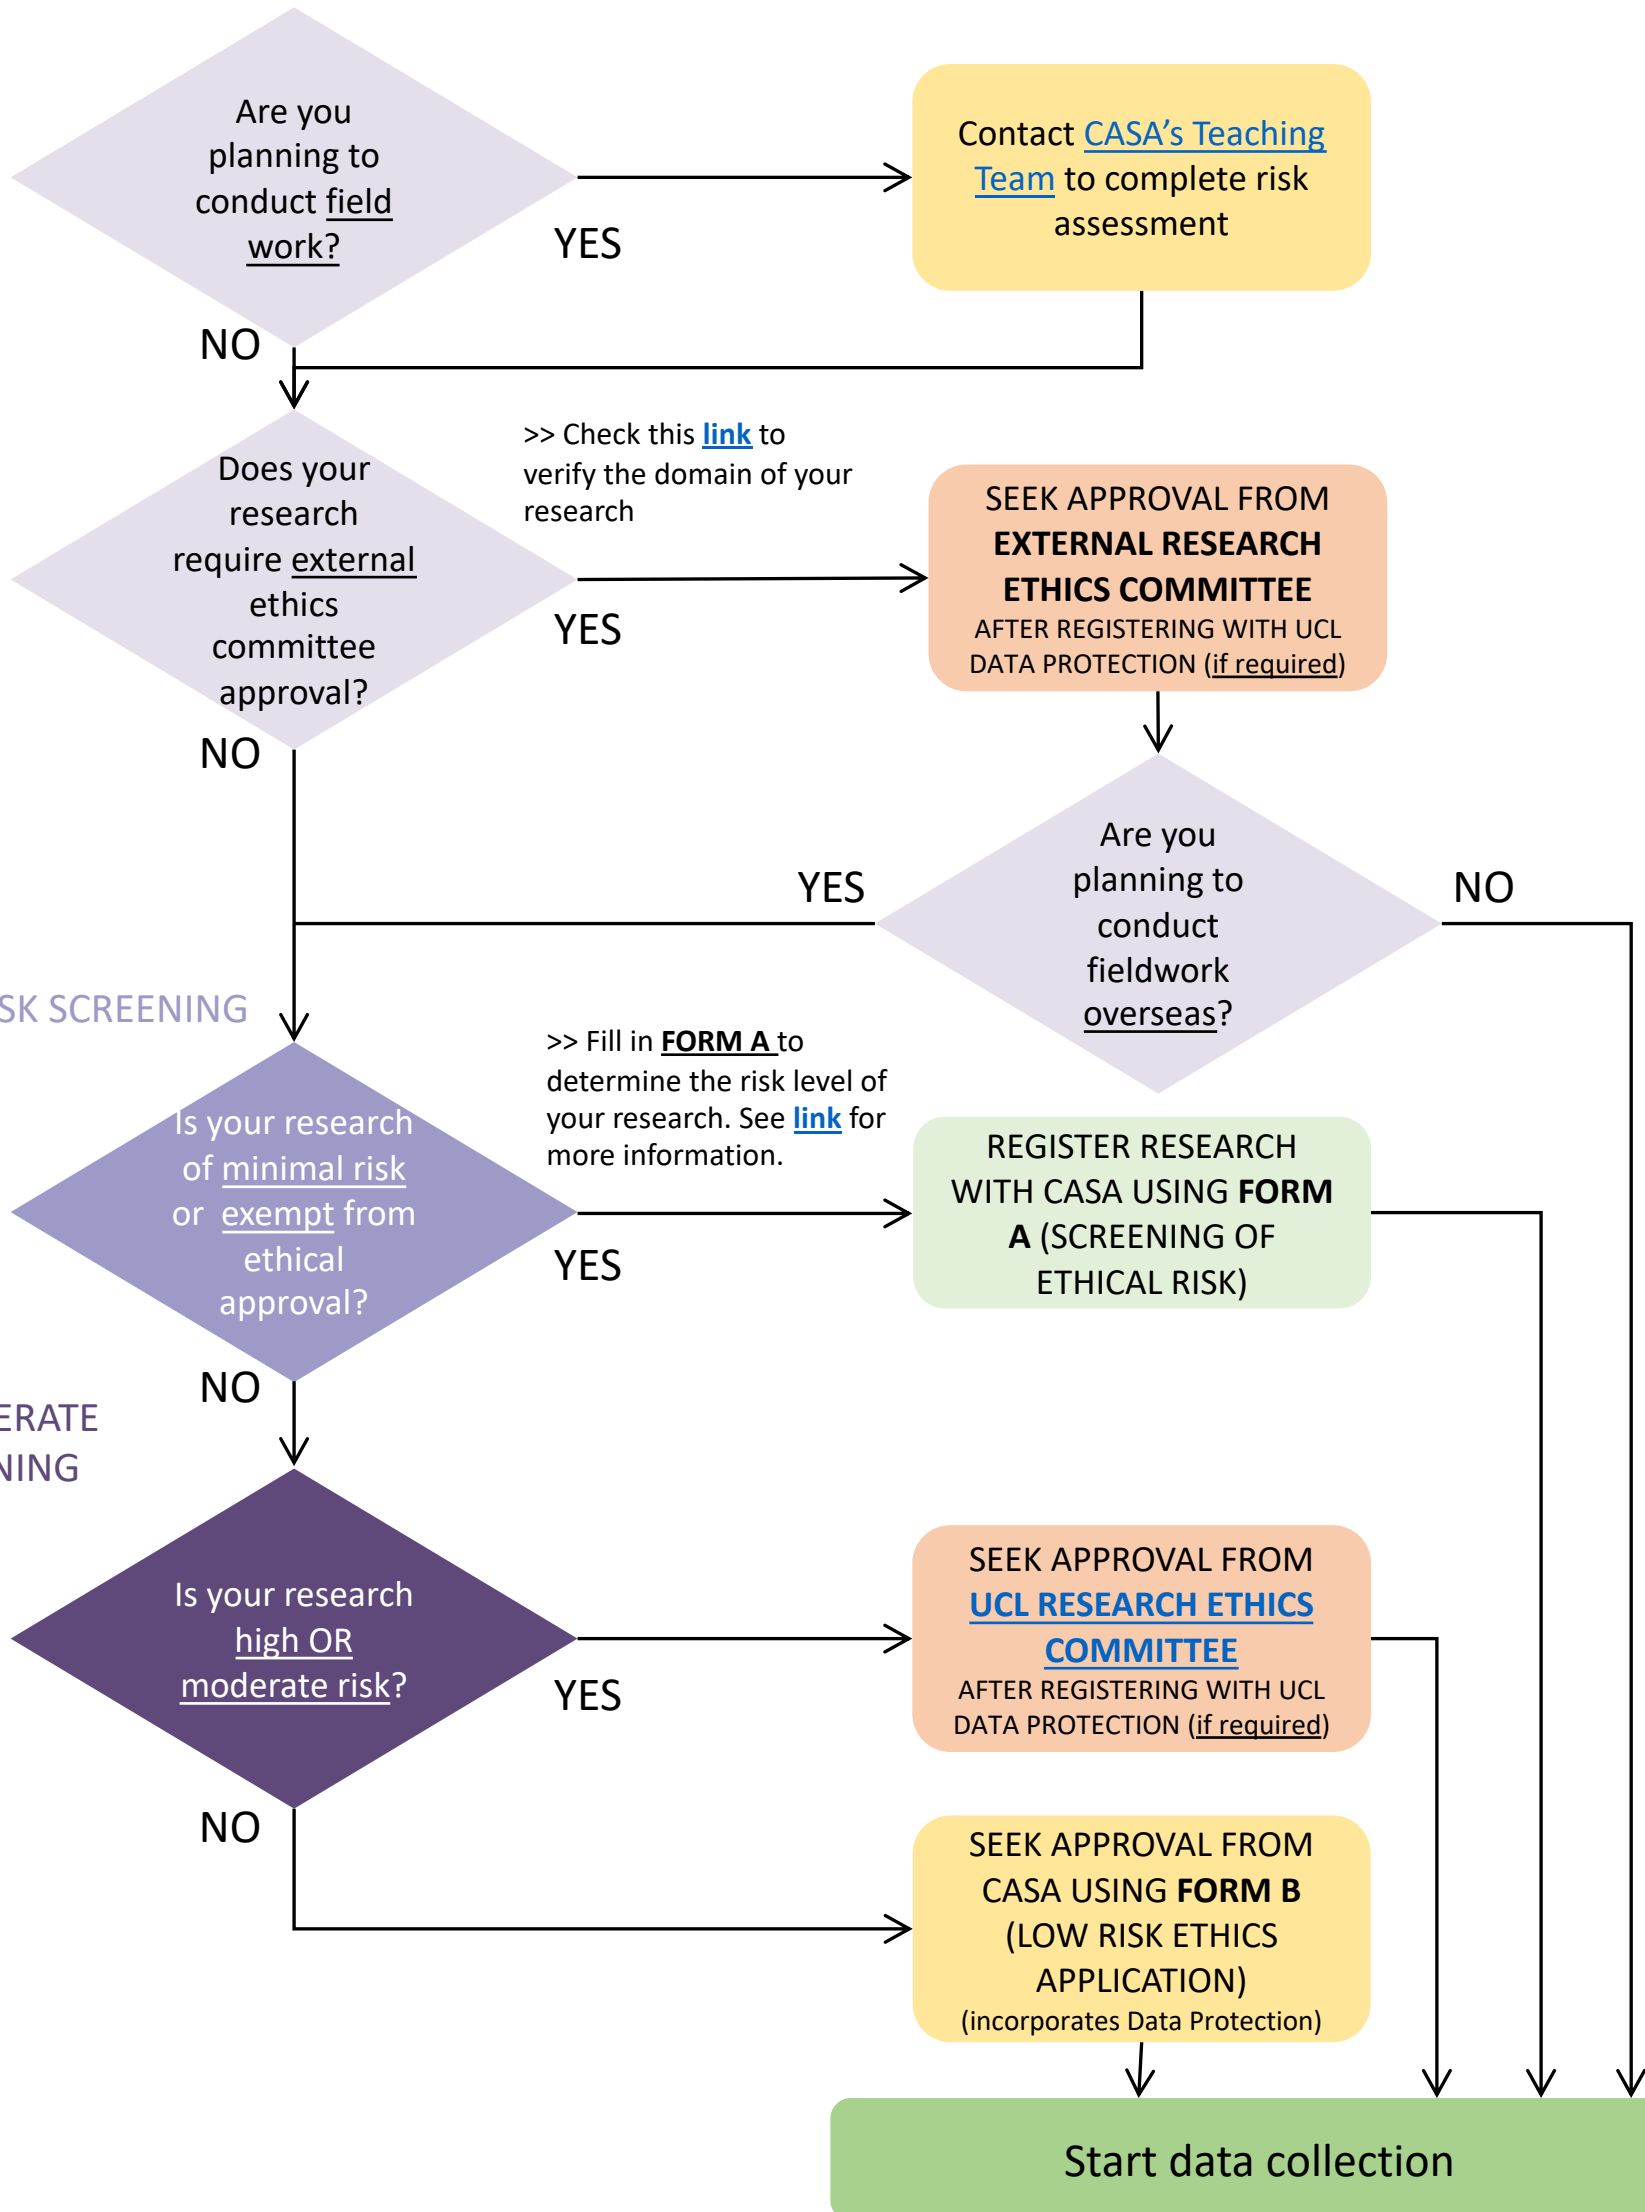 Are you
planning to
conduct field
work?
YES
NO
Contact CASA's Teaching
Team to complete risk
assessment
Does your
research
require external
ethics
committee
approval?
>> Check this link to
verify the domain of your
research
YES
NO
SEEK APPROVAL FROM
EXTERNAL RESEARCH
ETHICS COMMITTEE
AFTER REGISTERING WITH UCL
DATA PROTECTION (if required)
Are you
planning to
conduct
fieldwork
overseas?
YES
NO
SK SCREENING
Is your research
of minimal risk
or exempt from
ethical
approval?
>> Fill in FORM A to
determine the risk level of
your research. See link for
more information.
YES
NO
REGISTER RESEARCH
WITH CASA USING FORM
A (SCREENING OF
ETHICAL RISK)
ERATE
NING
Is your research
high OR
moderate risk?
YES
NO
SEEK APPROVAL FROM
UCL RESEARCH ETHICS
COMMITTEE
AFTER REGISTERING WITH UCL
DATA PROTECTION (if required)
SEEK APPROVAL FROM
CASA USING FORM B
(LOW RISK ETHICS
APPLICATION)
(incorporates Data Protection)
Start data collection